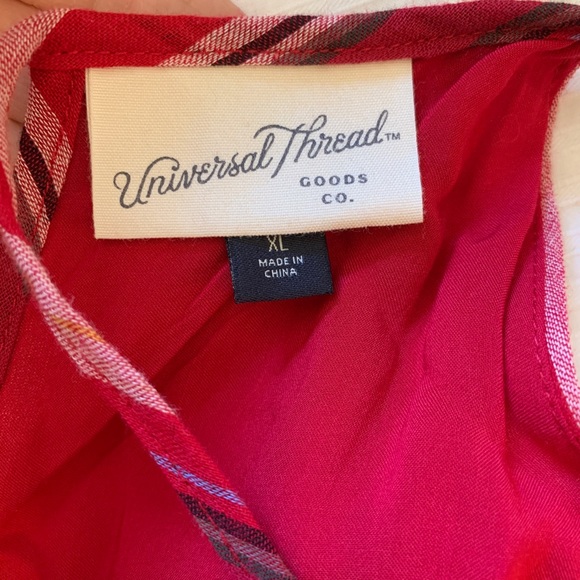 Universal Thread™
GOODS
CO.
XL
MADE IN
CHINA